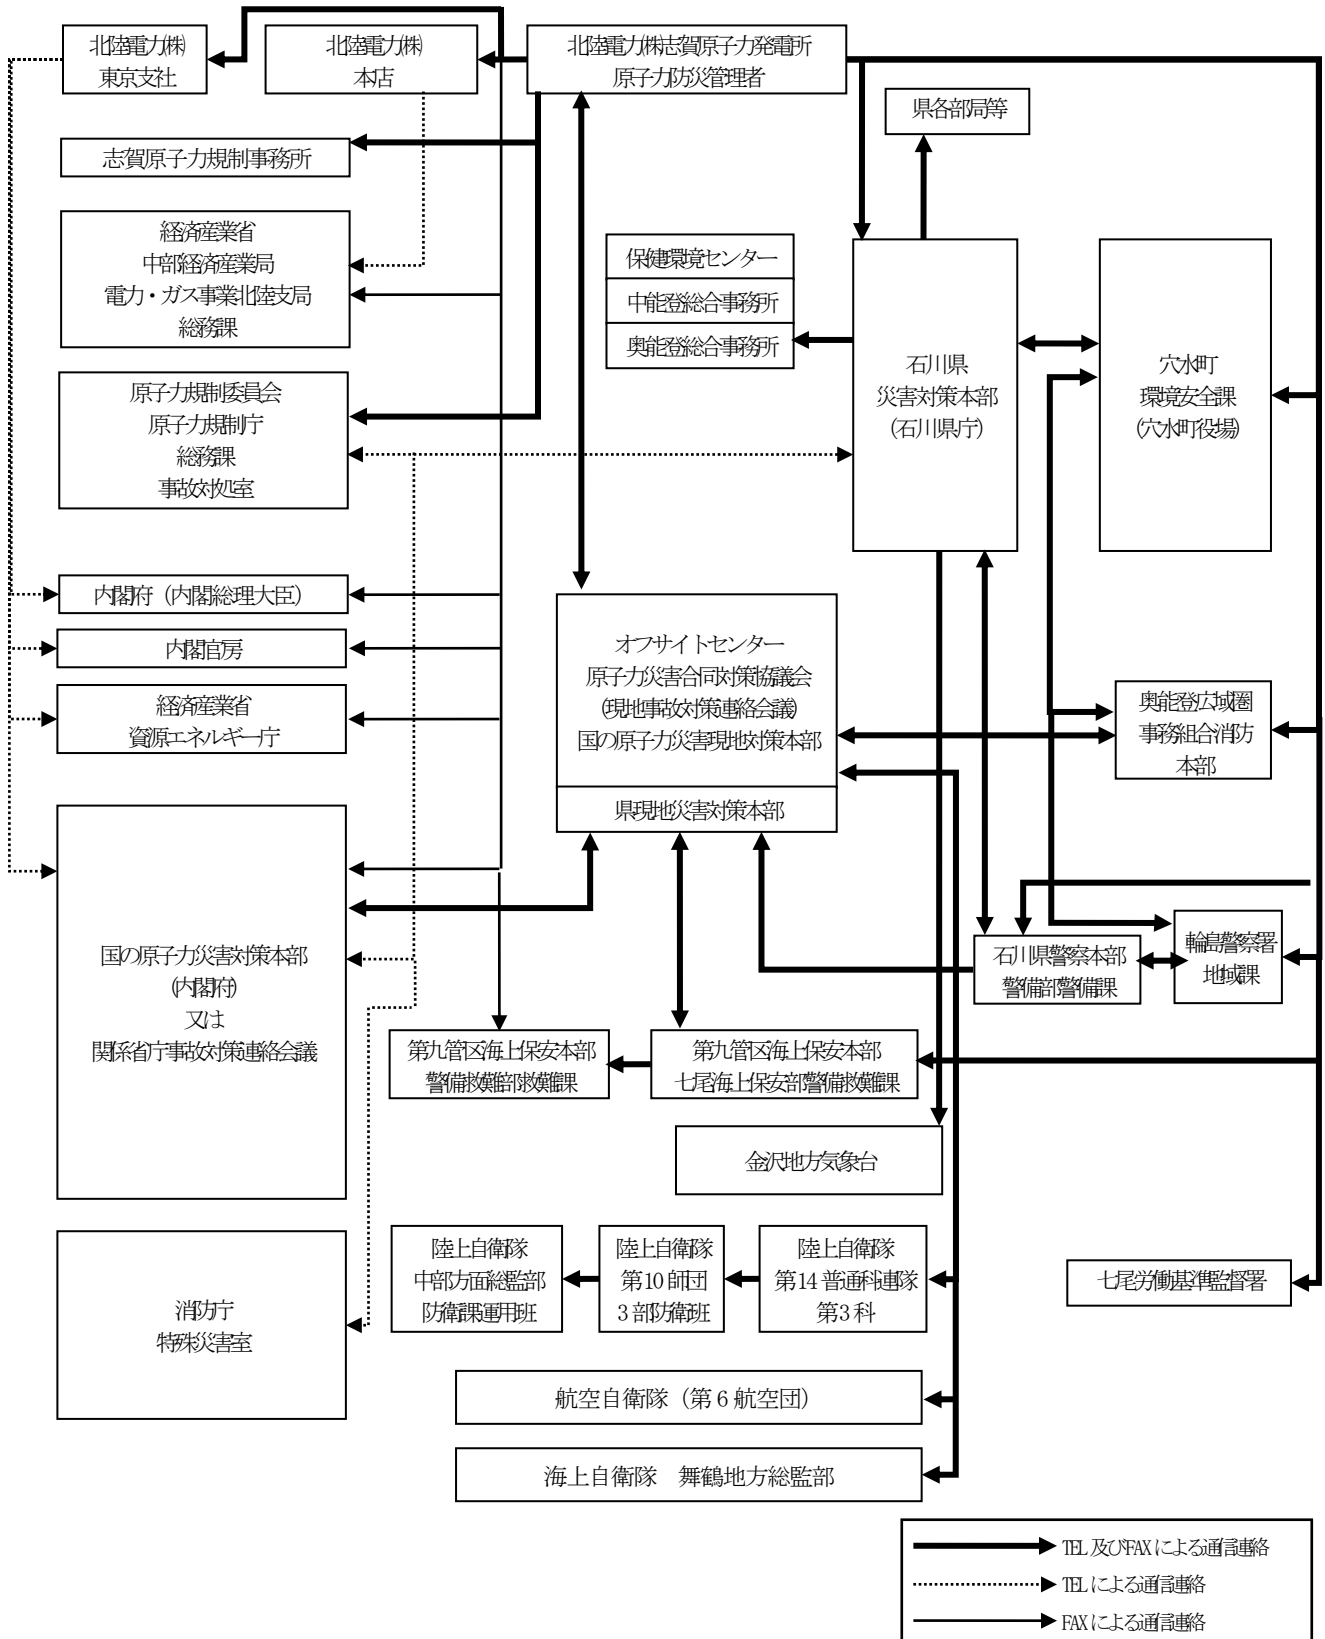 北陸電力㈱
東京支社
北陸電力㈱
本店
北陸電力㈱志賀原子力発電所
原子力防災管理者
県各部局等
志賀原子力規制事務所
経済産業省
中部経済産業局
電力・ガス事業北陸支局
総務課
保健環境センター
中能登総合事務所
奥能登総合事務所
石川県
災害対策本部
(石川県庁)
穴水町
環境安全課
(穴水町役場)
原子力規制委員会
原子力規制庁
総務課
事故対処室
内閣府（内閣総理大臣）
内閣官房
経済産業省
資源エネルギー庁
オフサイトセンター
原子力災害合同対策協議会
(現地事故対策連絡会議)
国の原子力災害現地対策本部
県現地災害対策本部
奥能登広域圏
事務組合消防
本部
国の原子力災害対策本部
(内閣府)
又は
関係省庁事故対策連絡会議
石川県警察本部
警備部警備課
輪島警察署
地域課
第九管区海上保安本部
警備救難部救難課
第九管区海上保安本部
七尾海上保安部警備救難課
金沢地方気象台
消防庁
特殊災害室
陸上自衛隊
中部方面総監部
防衛課運用班
陸上自衛隊
第10師団
3部防衛班
陸上自衛隊
第14普通科連隊
第3科
七尾労働基準監督署
航空自衛隊（第6航空団）
海上自衛隊　舞鶴地方総監部
TEL及びFAXによる通信連絡
TELによる通信連絡
FAXによる通信連絡